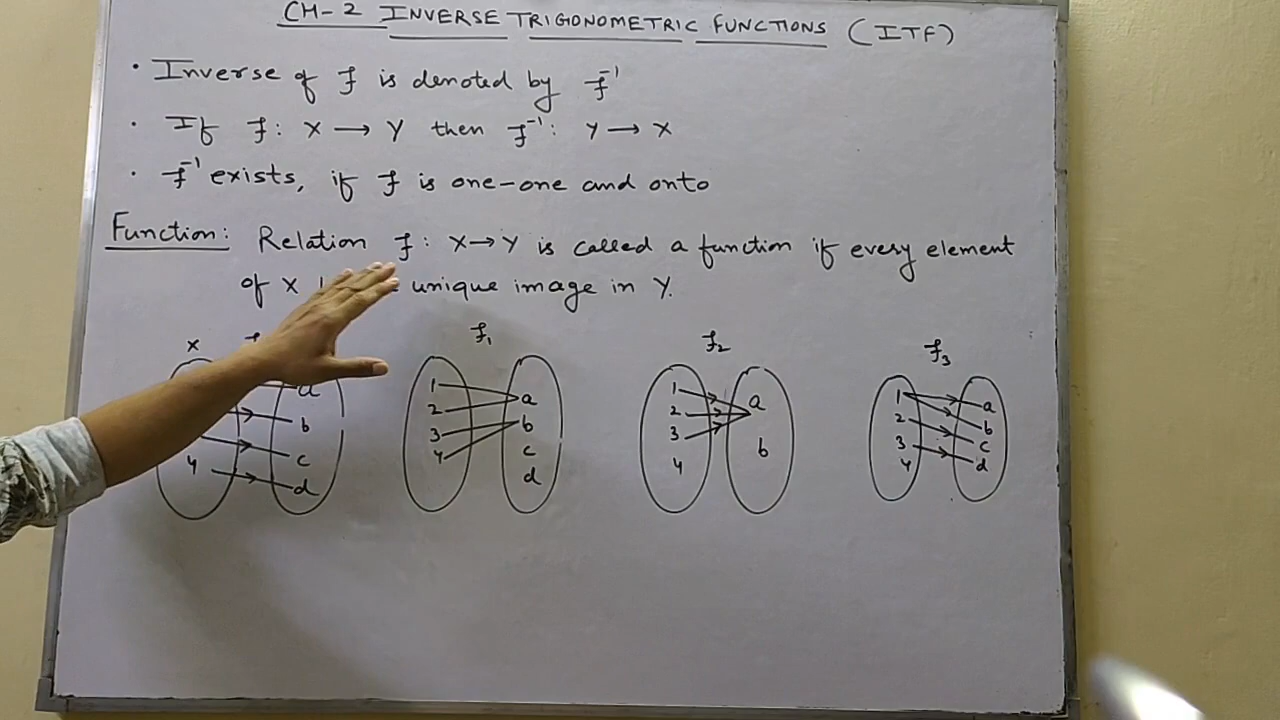 CH-2 INVERSE TRIGONOMETRIC FUNCTIONS (ITF)
· Inverse of f is denoted by f⁻¹
· If f: X → Y then f⁻¹: Y → X
· f⁻¹ exists, if f is one-one and onto
Function: Relation f: X→Y is called a function if every element
of X unique image in Y.
X
a
b
c
4 d
f₁
1 a
2 b
3 c
4 d
f₂
1 a
2 b
3
4
f₃
1 a
2 b
3 c
4 d